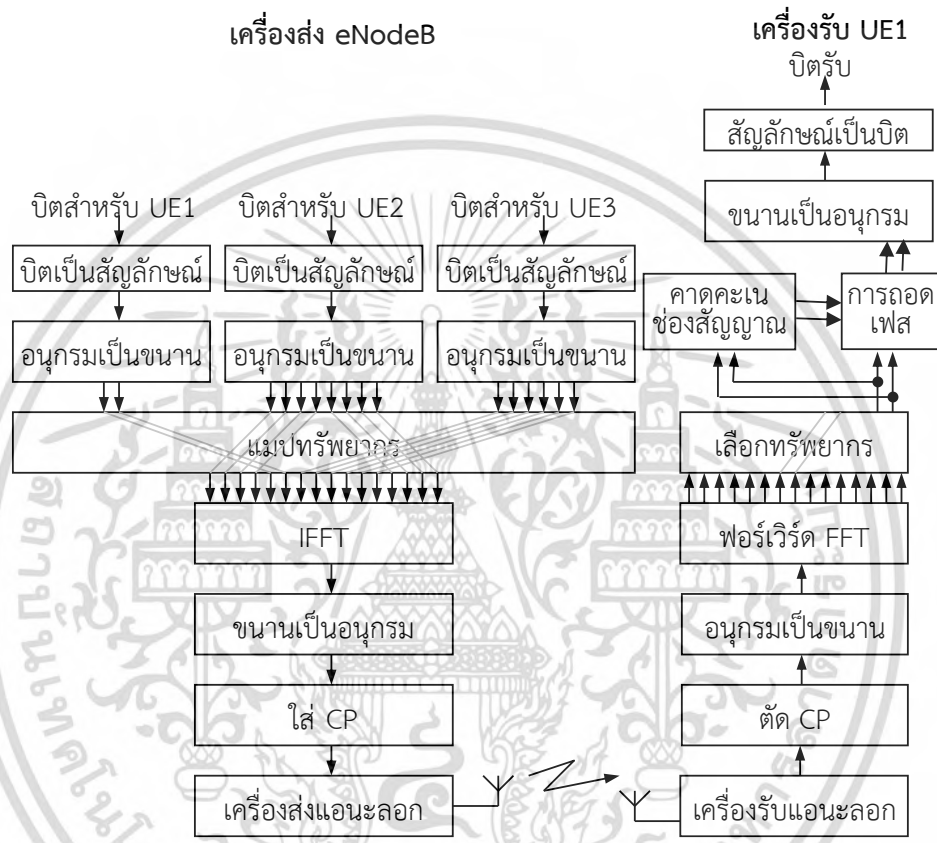 เครื่องส่ง eNodeB
บิตสำหรับ UE1
บิตสำหรับ UE2
บิตสำหรับ UE3
บิตเป็นสัญลักษณ์
บิตเป็นสัญลักษณ์
บิตเป็นสัญลักษณ์
อนุกรมเป็นขนาน
อนุกรมเป็นขนาน
อนุกรมเป็นขนาน
แมปทรัพยากร
IFFT
ขนานเป็นอนุกรม
ใส่ CP
เครื่องส่งแอนะลอก
เครื่องรับ UE1
บิตรับ
สัญลักษณ์เป็นบิต
ขนานเป็นอนุกรม
คาดคะเน
ช่องสัญญาณ
การถอด
เฟส
เลือกทรัพยากร
ฟอร์เวิร์ด FFT
อนุกรมเป็นขนาน
ตัด CP
เครื่องรับแอนะลอก